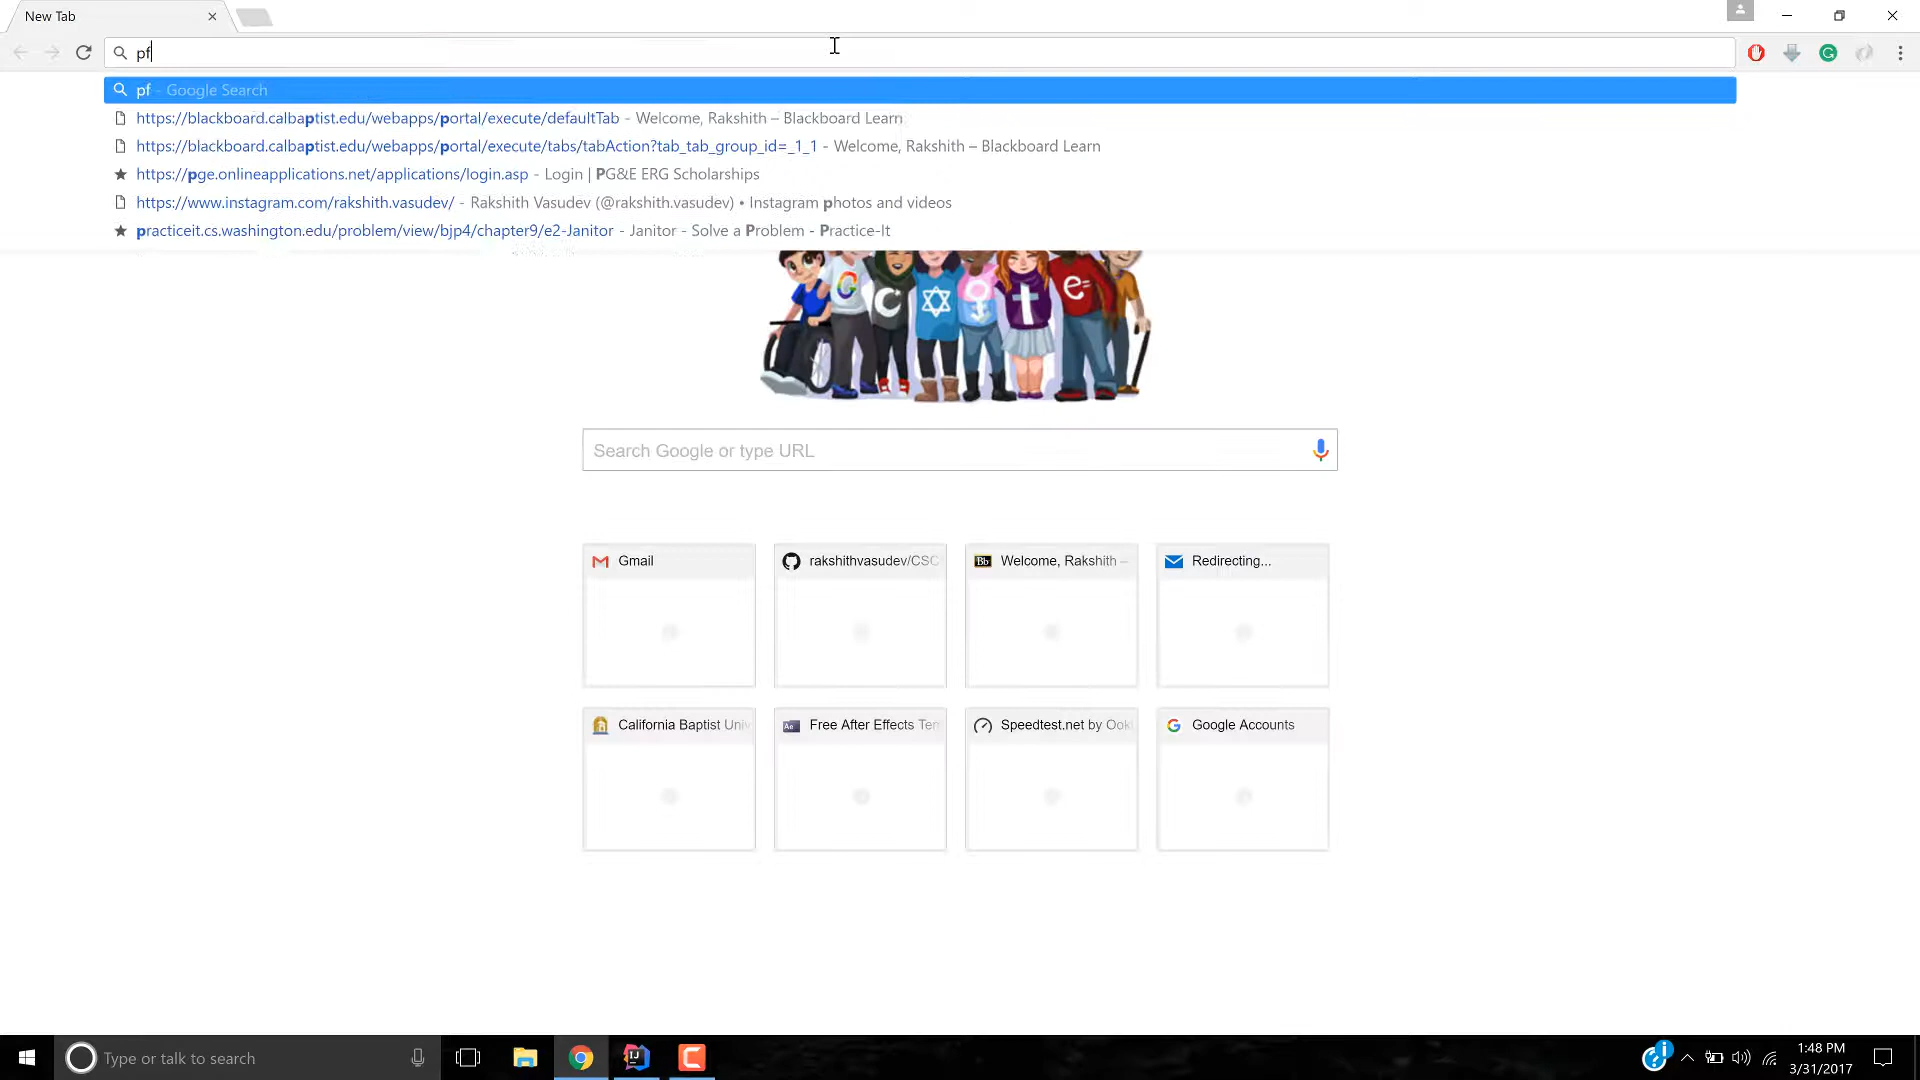 New Tab
pf
pf - Google Search
https://blackboard.calbaptist.edu/webapps/portal/execute/defaultTab - Welcome, Rakshith – Blackboard Learn
https://blackboard.calbaptist.edu/webapps/portal/execute/tabs/tabAction?tab_tab_group_id=_1_1 - Welcome, Rakshith – Blackboard Learn
https://pge.onlineapplications.net/applications/login.asp - Login | PG&E ERG Scholarships
https://www.instagram.com/rakshith.vasudev/ - Rakshith Vasudev (@rakshith.vasudev) • Instagram photos and videos
practiceit.cs.washington.edu/problem/view/bjp4/chapter9/e2-Janitor - Janitor - Solve a Problem - Practice-It
G e=
Search Google or type URL
Gmail rakshithvasudev/CSC Welcome, Rakshith – Redirecting...
California Baptist Univ Free After Effects Tem Speedtest.net by Ookl Google Accounts
Type or talk to search
1:48 PM
3/31/2017